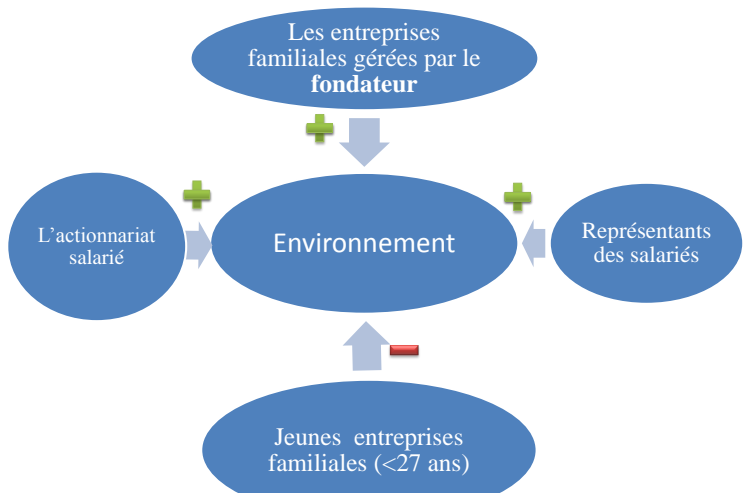 Les entreprises
familiales gérées par le
fondateur
L'actionnariat
salarié
Environnement
Représentants
des salariés
Jeunes entreprises
familiales (<27 ans)